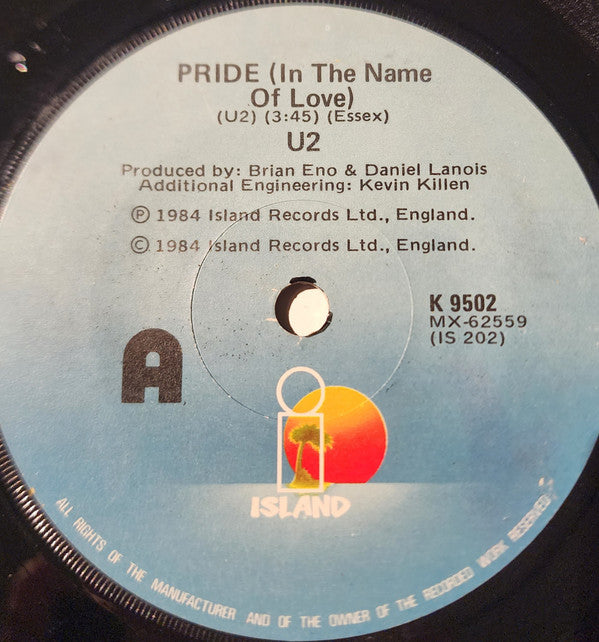 PRIDE (In The Name
Of Love)
(U2) (3:45) (Essex)
U2
Produced by: Brian Eno & Daniel Lanois
Additional Engineering: Kevin Killen
Ⓟ 1984 Island Records Ltd., England.
© 1984 Island Records Ltd., England.
K 9502
MX-62559
(IS 202)
A
i
ISLAND
ALL RIGHTS OF THE MANUFACTURER AND OF THE OWNER OF THE RECORDED WORK RESERVED